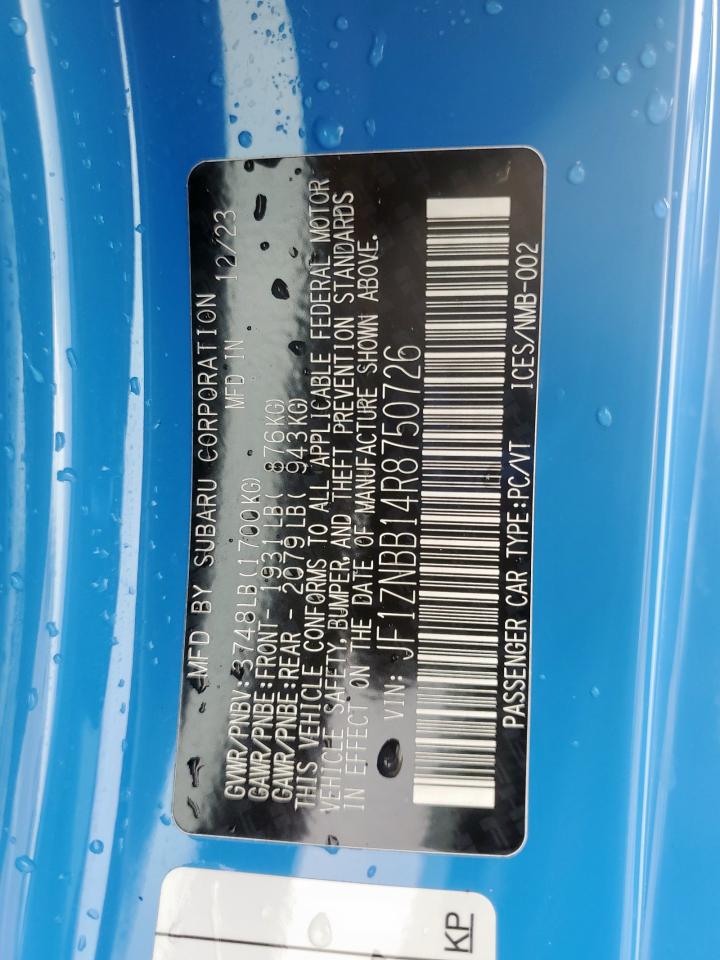 MFD BY SUBARU CORPORATION
MFD IN 12/23
GVWR/PNBV:3748LB(1700KG)
GAWR/PNBE:FRONT-1931LB( 876KG)
GAWR/PNBE:REAR - 2079LB( 943KG)
THIS VEHICLE CONFORMS TO ALL APPLICABLE FEDERAL MOTOR
VEHICLE SAFETY,BUMPER,AND THEFT PREVENTION STANDARDS
IN EFFECT ON THE DATE OF MANUFACTURE SHOWN ABOVE.
VIN: JF1ZNBB14R8750726
PASSENGER CAR TYPE:PC/VT ICES/NMB-002
KP